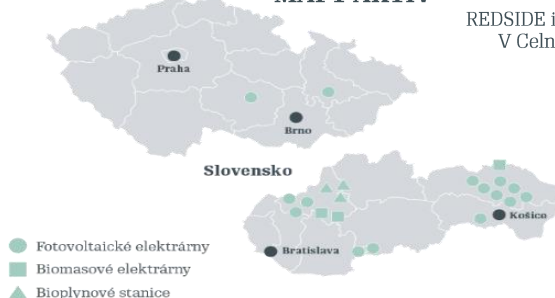 REDSIDE i
V Celn
Praha
Brno
Slovensko
Košice
Bratislava
Fotovoltaické elektrárny
Biomasové elektrárny
Bioplynové stanice